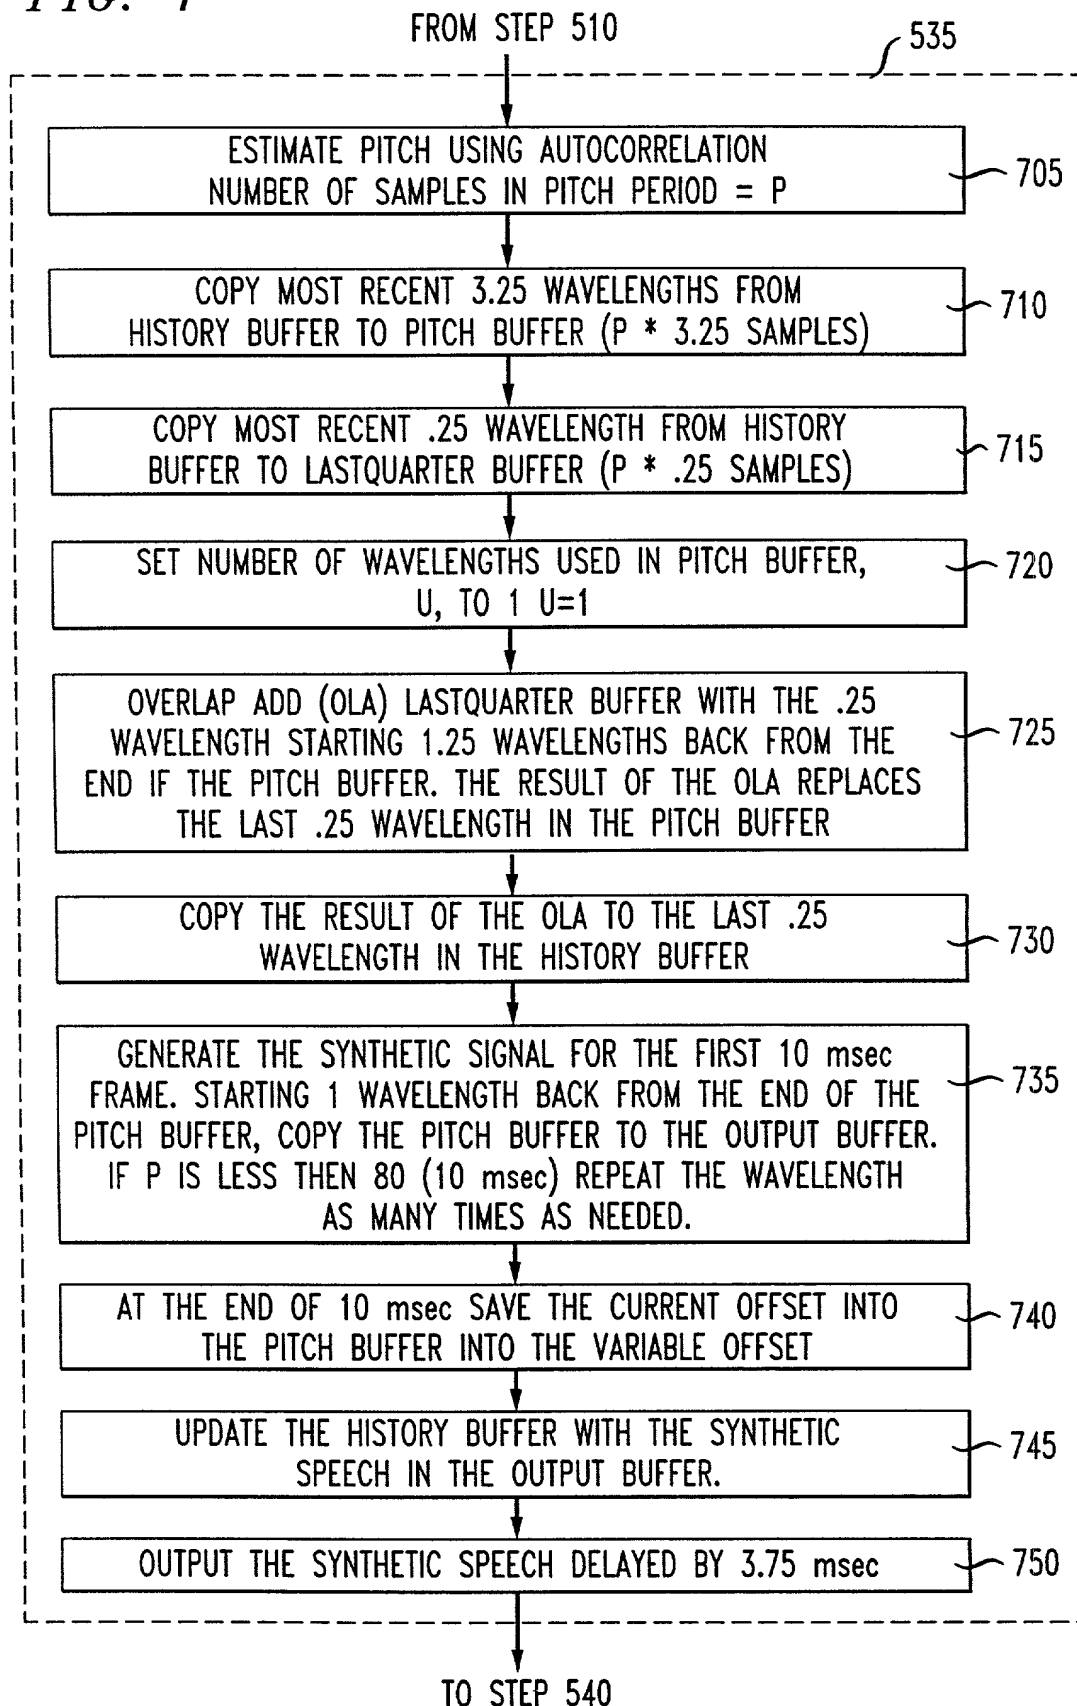 FIG. 7
FROM STEP 510
535
ESTIMATE PITCH USING AUTOCORRELATION
NUMBER OF SAMPLES IN PITCH PERIOD = P
705
COPY MOST RECENT 3.25 WAVELENGTHS FROM
HISTORY BUFFER TO PITCH BUFFER (P * 3.25 SAMPLES)
710
COPY MOST RECENT .25 WAVELENGTH FROM HISTORY
BUFFER TO LASTQUARTER BUFFER (P * .25 SAMPLES)
715
SET NUMBER OF WAVELENGTHS USED IN PITCH BUFFER,
U, TO 1 U=1
720
OVERLAP ADD (OLA) LASTQUARTER BUFFER WITH THE .25
WAVELENGTH STARTING 1.25 WAVELENGTHS BACK FROM THE
END IF THE PITCH BUFFER. THE RESULT OF THE OLA REPLACES
THE LAST .25 WAVELENGTH IN THE PITCH BUFFER
725
COPY THE RESULT OF THE OLA TO THE LAST .25
WAVELENGTH IN THE HISTORY BUFFER
730
GENERATE THE SYNTHETIC SIGNAL FOR THE FIRST 10 msec
FRAME. STARTING 1 WAVELENGTH BACK FROM THE END OF THE
PITCH BUFFER, COPY THE PITCH BUFFER TO THE OUTPUT BUFFER.
IF P IS LESS THEN 80 (10 msec) REPEAT THE WAVELENGTH
AS MANY TIMES AS NEEDED.
735
AT THE END OF 10 msec SAVE THE CURRENT OFFSET INTO
THE PITCH BUFFER INTO THE VARIABLE OFFSET
740
UPDATE THE HISTORY BUFFER WITH THE SYNTHETIC
SPEECH IN THE OUTPUT BUFFER.
745
OUTPUT THE SYNTHETIC SPEECH DELAYED BY 3.75 msec
750
TO STEP 540